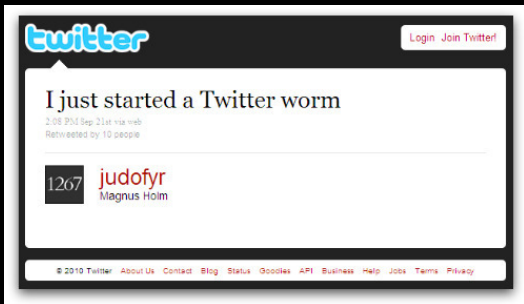 twitter
Login Join Twitter!
I just started a Twitter worm
2:08 PM Sep 21st via web
Retweeted by 10 people
1267
judofyr
Magnus Holm
© 2010 Twitter About Us Contact Blog Status Goodies API Business Help Jobs Terms Privacy